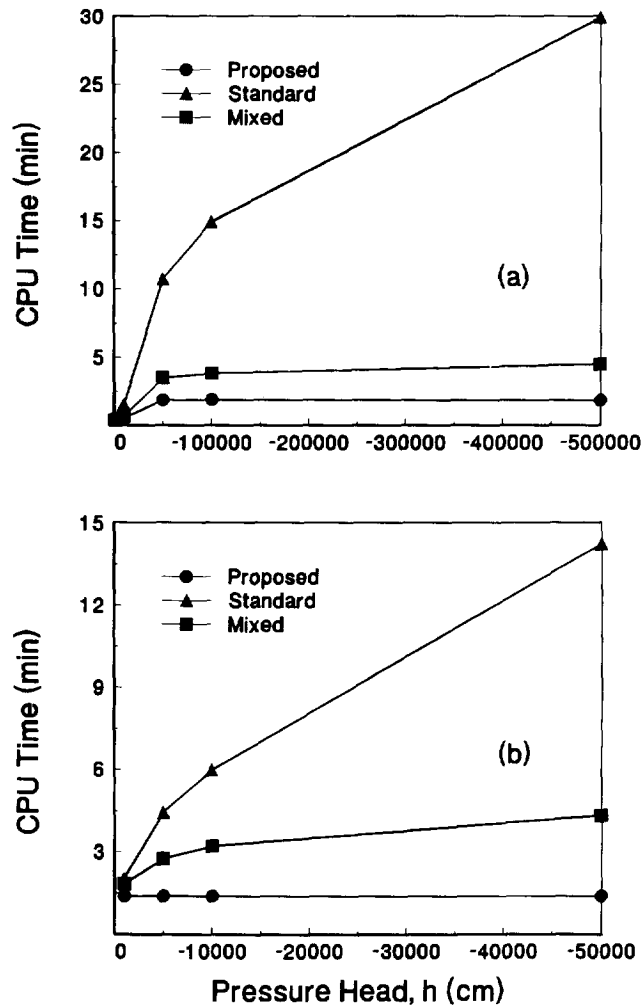 30
25
20
15
10
5
CPU Time (min)
Proposed
Standard
Mixed
(a)
0 -100000 -200000 -300000 -400000 -500000
15
12
9
6
3
CPU Time (min)
Proposed
Standard
Mixed
(b)
0 -10000 -20000 -30000 -40000 -50000
Pressure Head, h (cm)